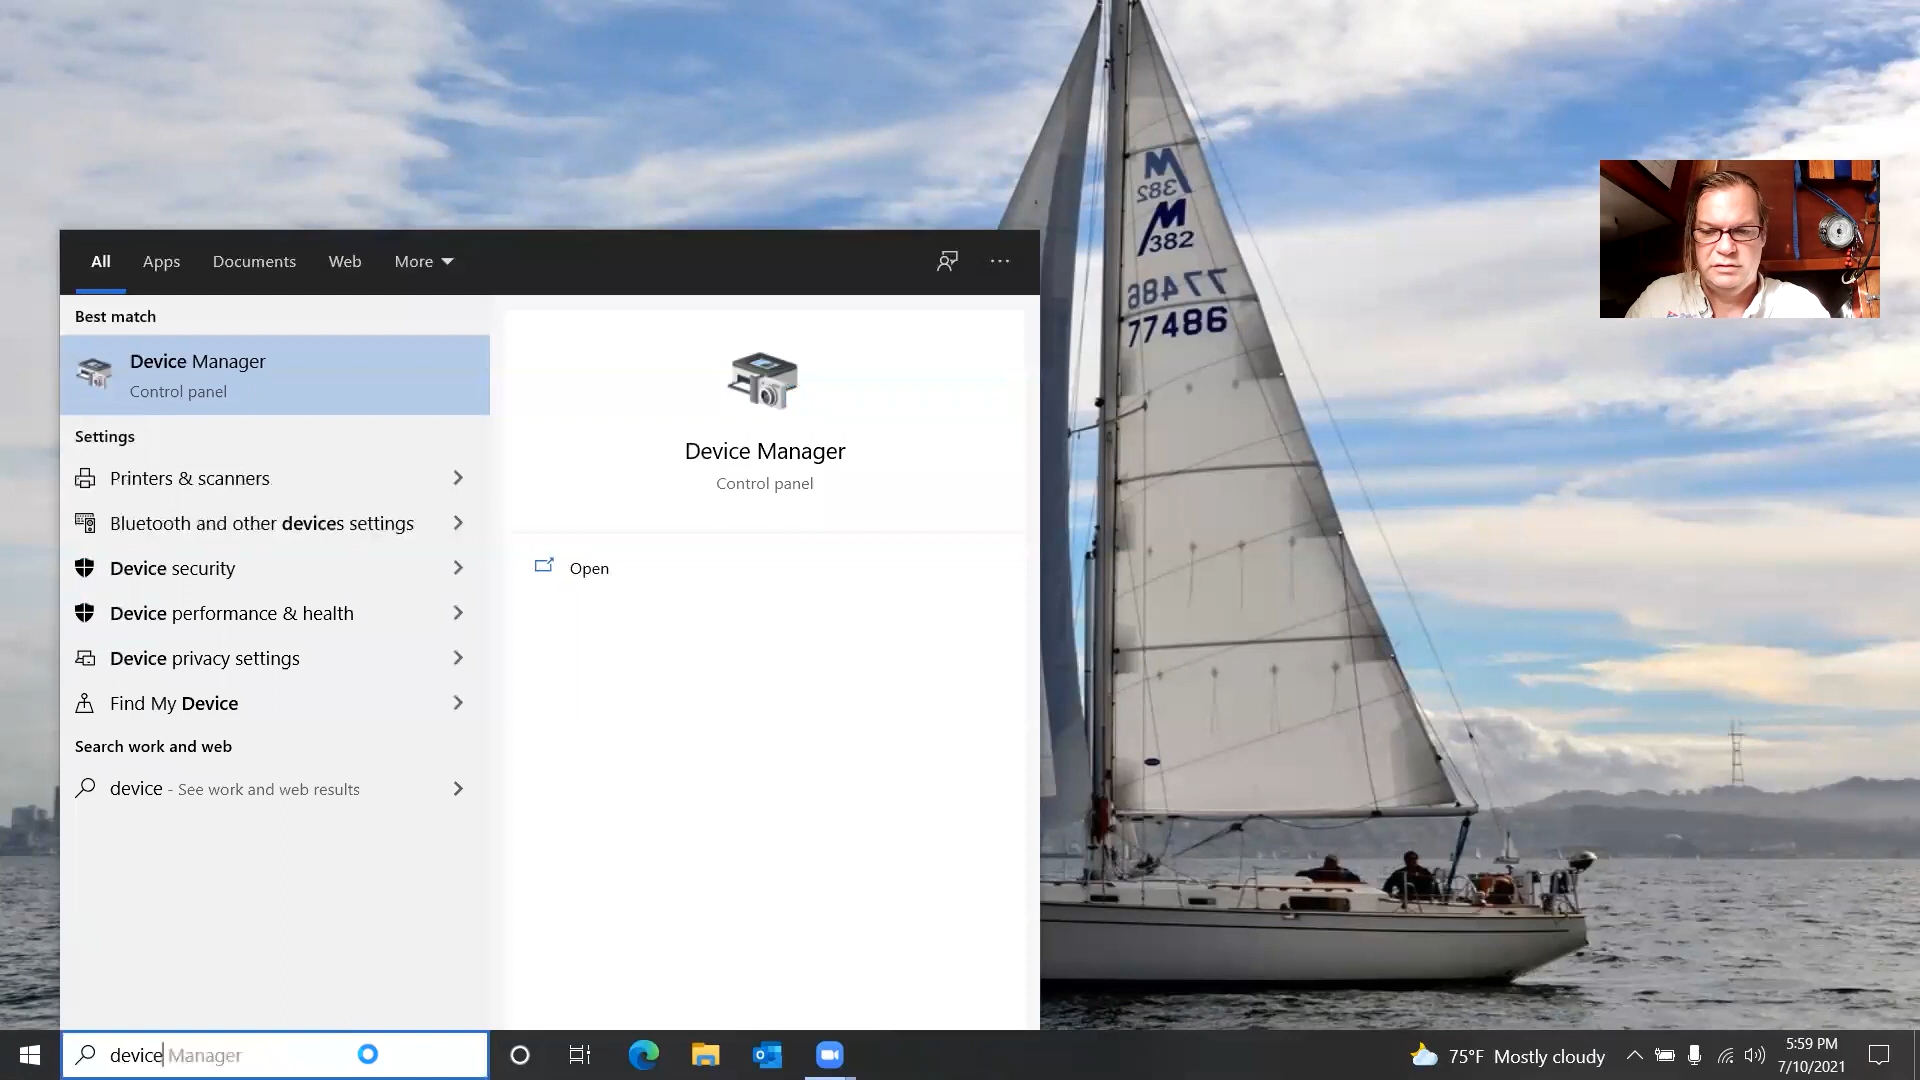 All Apps Documents Web More
Best match
Device Manager
Control panel
Settings
Printers & scanners
Bluetooth and other devices settings
Device security
Device performance & health
Device privacy settings
Find My Device
Search work and web
device - See work and web results
Device Manager
Control panel
Open
M
382
M
382
77486
77486
device Manager
75°F Mostly cloudy
5:59 PM
7/10/2021